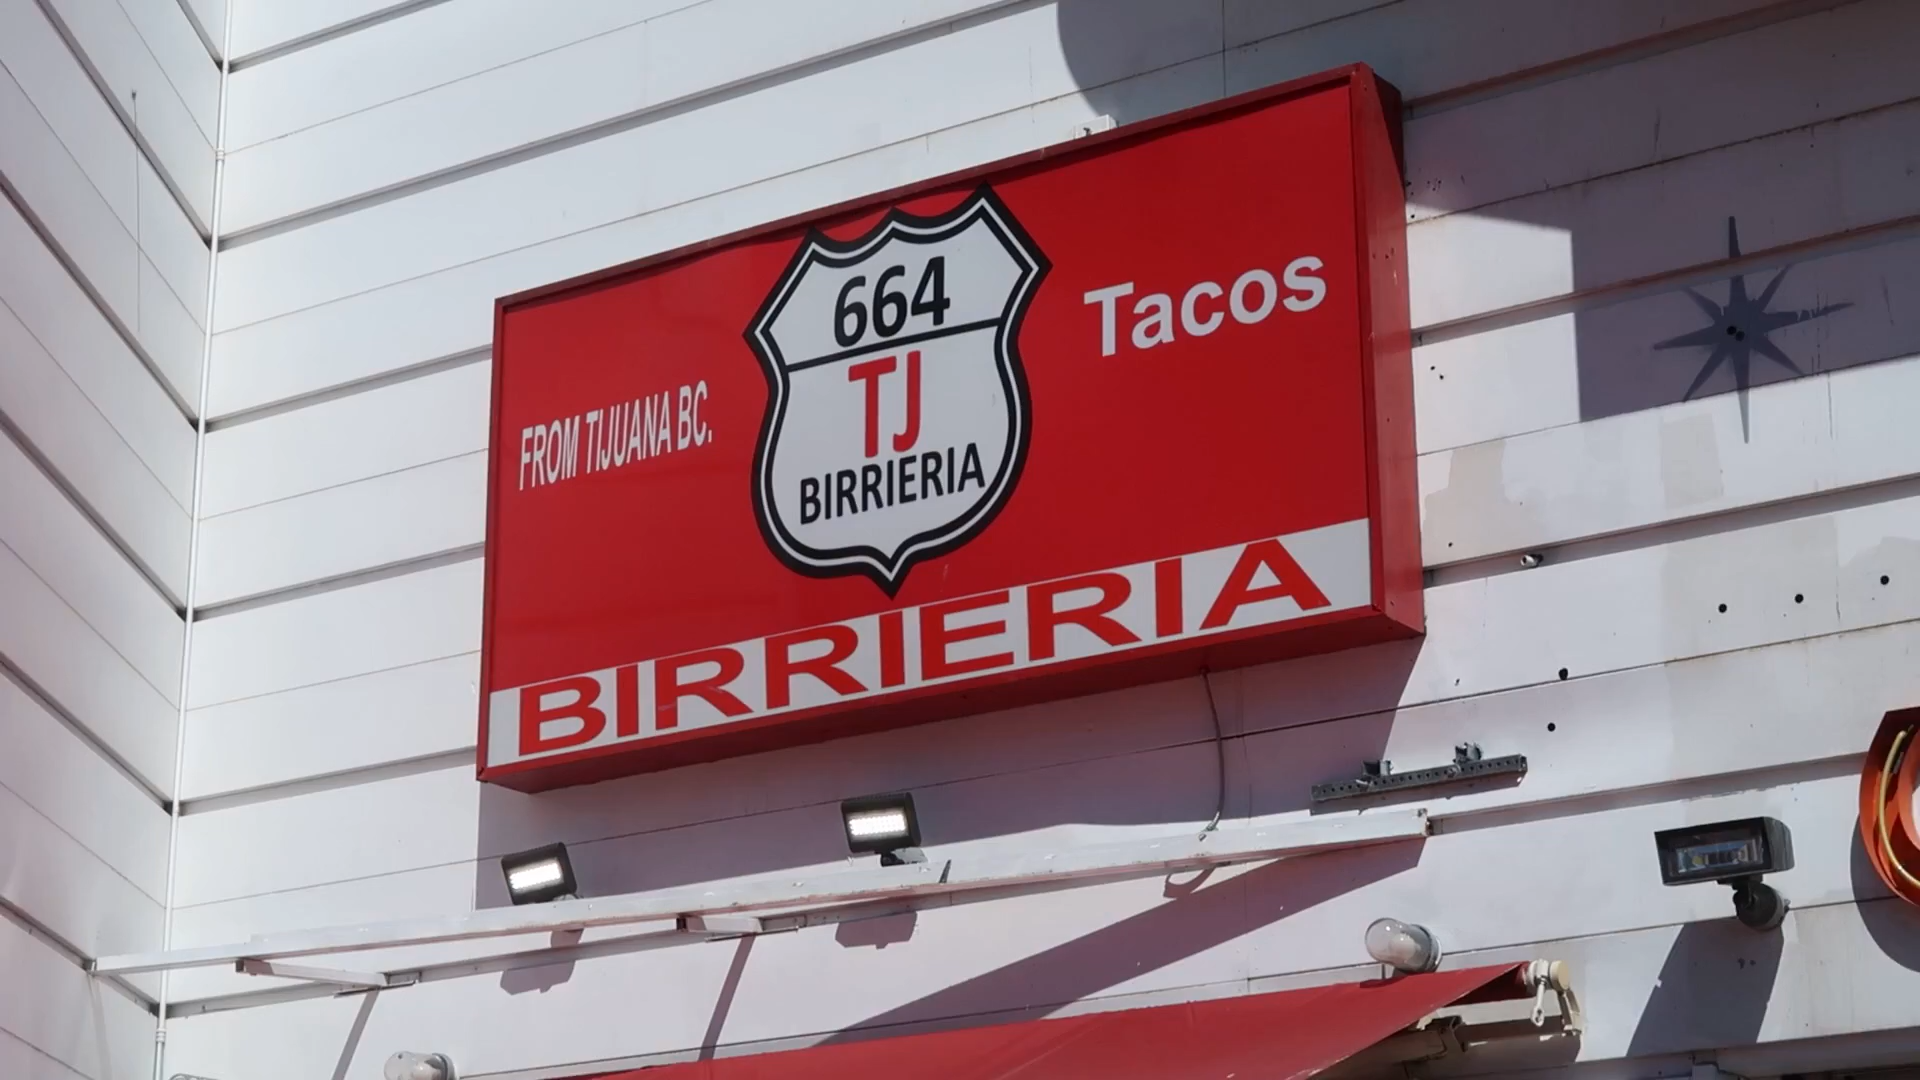 FROM TIJUANA BC.
664
TJ
BIRRIERIA
Tacos
BIRRIERIA